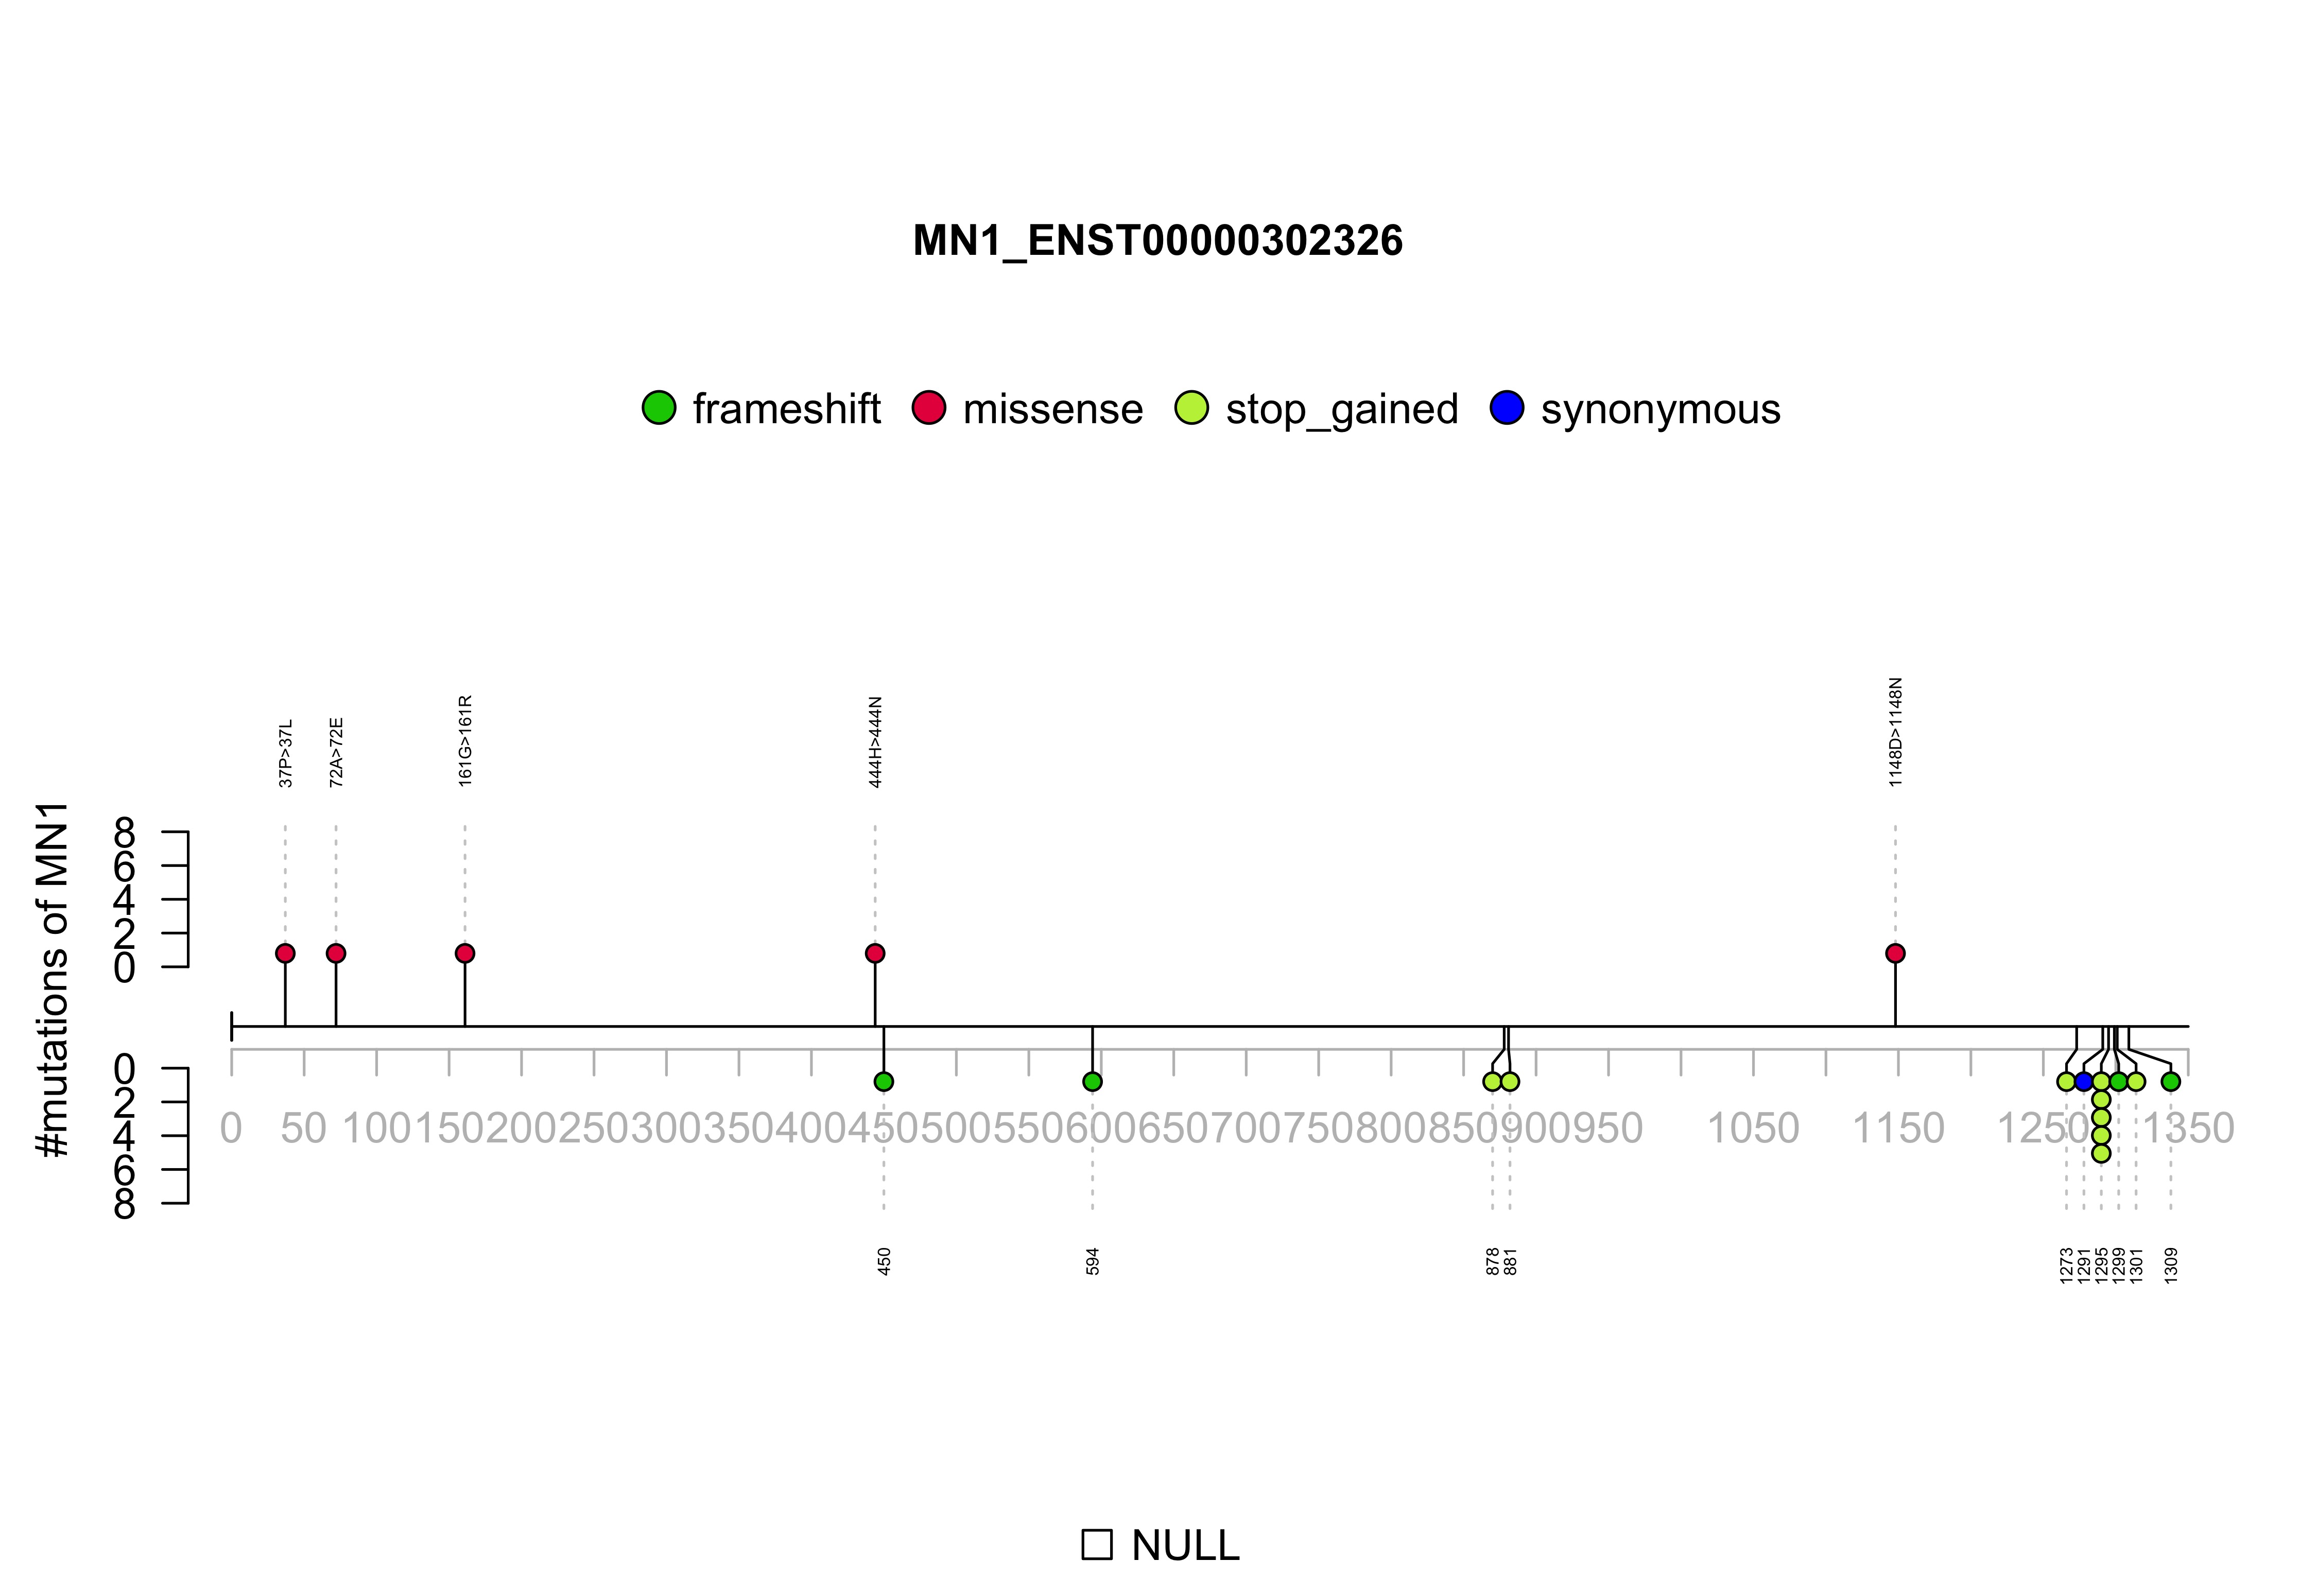 MN1_ENST00000302326
frameshift missense stop_gained synonymous
37P>37L 72A>72E 161G>161R 444H>444N 1148D>1148N
#mutations of MN1
8
6
4
2
0
0
2
4
6
8
0 50 100 150 200 250 300 350 400 450 500 550 600 650 700 750 800 850 900 950 1050 1150 1250 1350
450 594 878 881 1273 1291 1295 1299 1301 1309
NULL